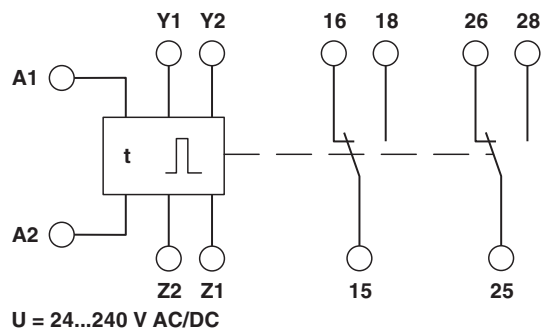 Y1 Y2 16 18 26 28
A1
t
A2
Z2 Z1 15 25
U = 24...240 V AC/DC